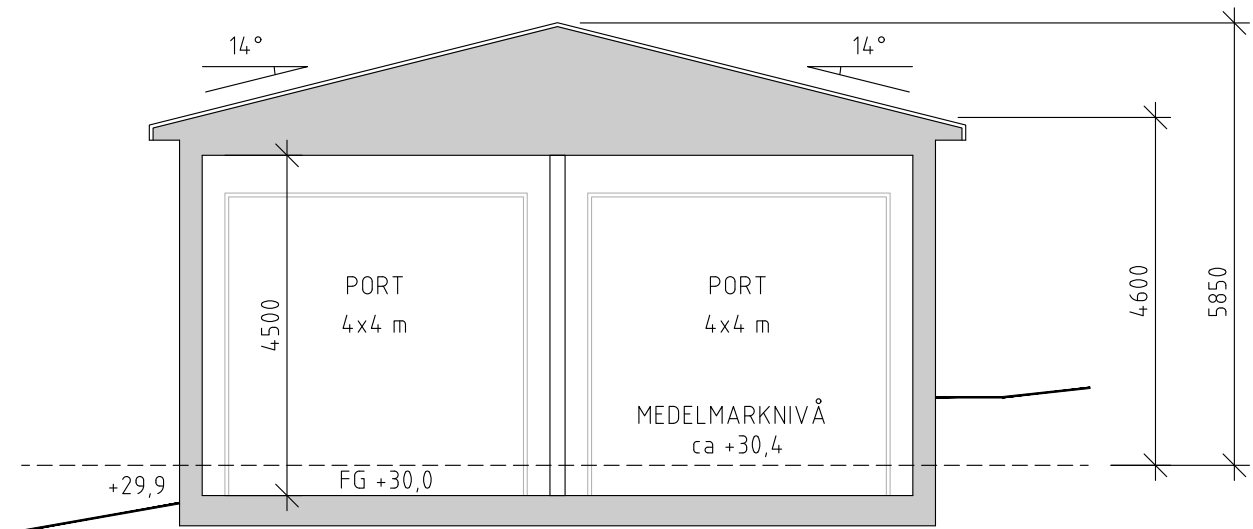 14°
14°
PORT
4x4 m
PORT
4x4 m
4500
4600
5850
MEDELMARKNIVÅ
ca +30,4
FG +30,0
+29,9